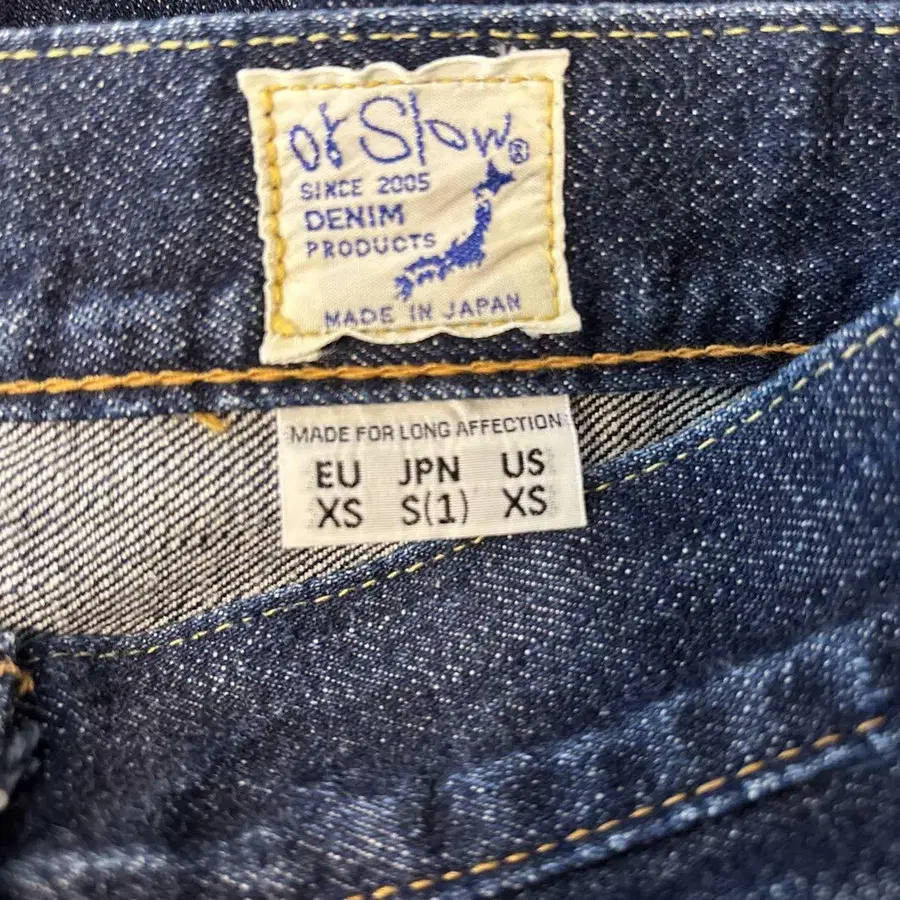 orSlow®
SINCE 2005
DENIM
PRODUCTS
MADE IN JAPAN
MADE FOR LONG AFFECTION
EU JPN US
XS S(1) XS